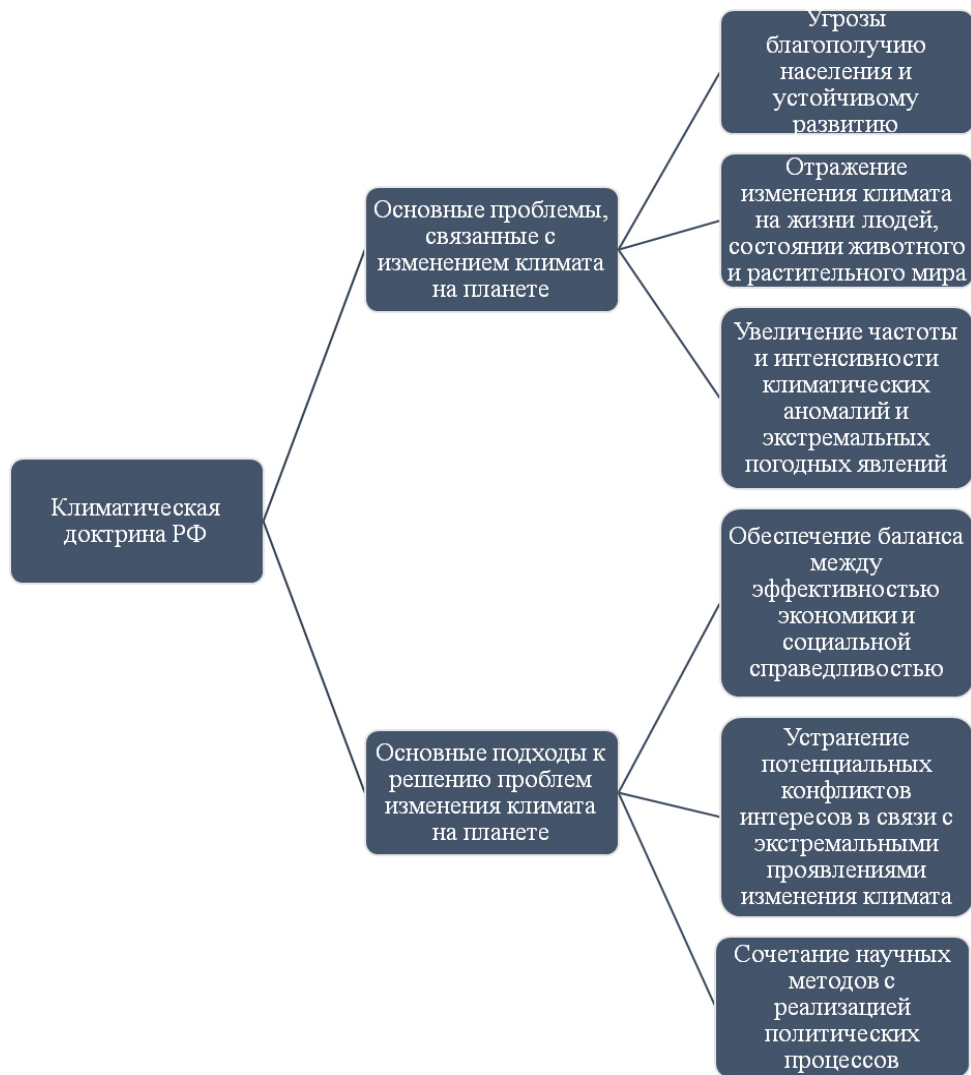 Климатическая
доктрина РФ
Основные проблемы,
связанные с
изменением климата
на планете
Угрозы
благополучию
населения и
устойчивому
развитию
Отражение
изменения климата
на жизни людей,
состоянии животного
и растительного мира
Увеличение частоты
и интенсивности
климатических
аномалий и
экстремальных
погодных явлений
Основные подходы к
решению проблем
изменения климата
на планете
Обеспечение баланса
между
эффективностью
экономики и
социальной
справедливостью
Устранение
потенциальных
конфликтов
интересов в связи с
экстремальными
проявлениями
изменения климата
Сочетание научных
методов с
реализацией
политических
процессов